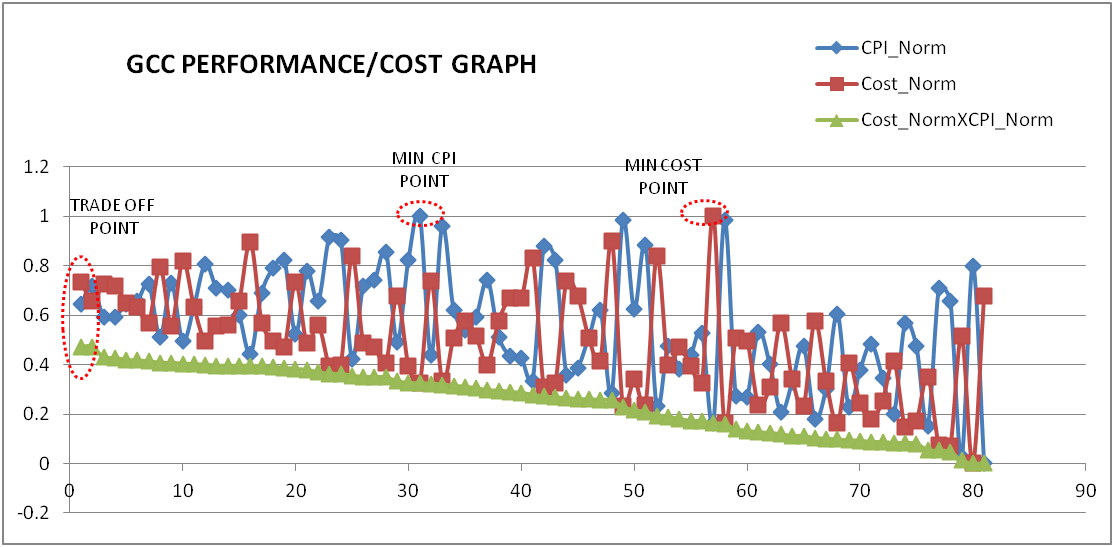 GCC PERFORMANCE/COST GRAPH
CPI_Norm
Cost_Norm
Cost_NormXCPI_Norm
TRADE OFF
POINT
MIN CPI
POINT
MIN COST
POINT
1.2
1
0.8
0.6
0.4
0.2
0
-0.2
0 10 20 30 40 50 60 70 80 90